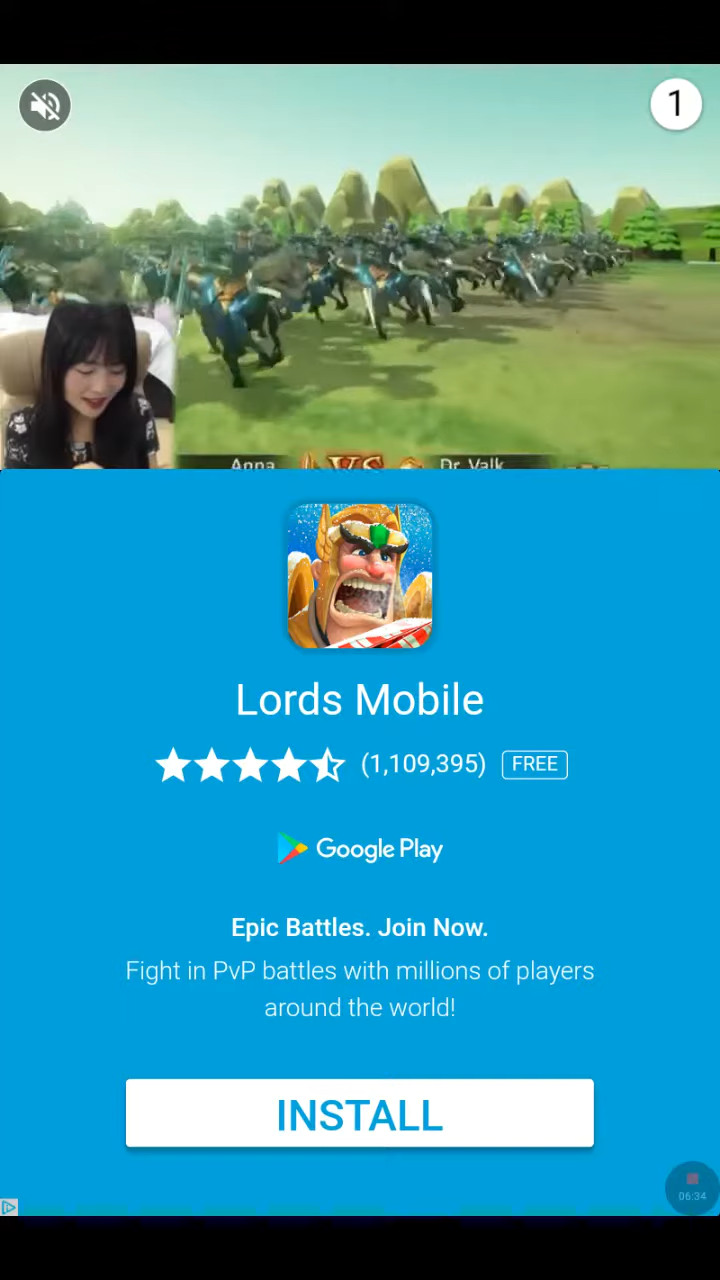 1
Anna VS Dr. Valk
Lords Mobile
(1,109,395) FREE
Google Play
Epic Battles. Join Now.
Fight in PvP battles with millions of players
around the world!
INSTALL
06:34